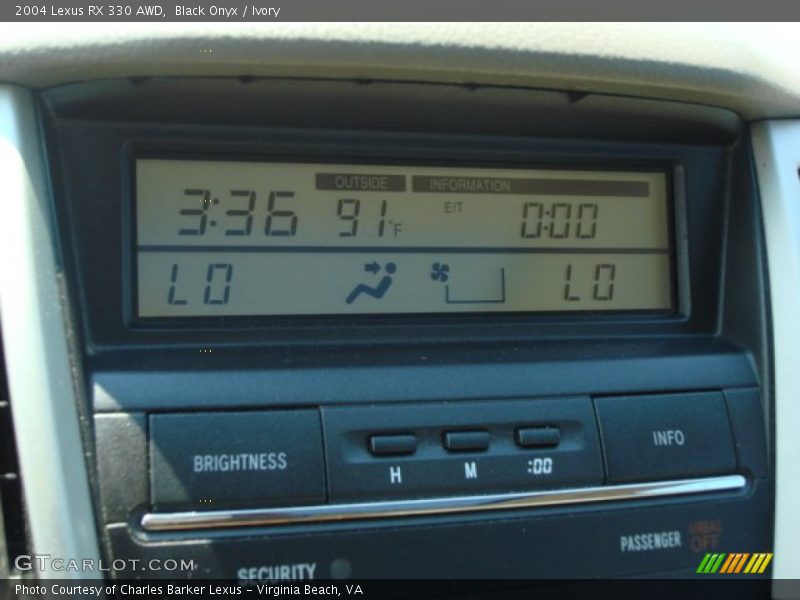 2004 Lexus RX 330 AWD, Black Onyx / Ivory
OUTSIDE INFORMATION
3:36 91°F E/T 0:00
LO LO
BRIGHTNESS H M :00 INFO
PASSENGER AIRBAG OFF
SECURITY
GTCARLOT.COM
Photo Courtesy of Charles Barker Lexus - Virginia Beach, VA